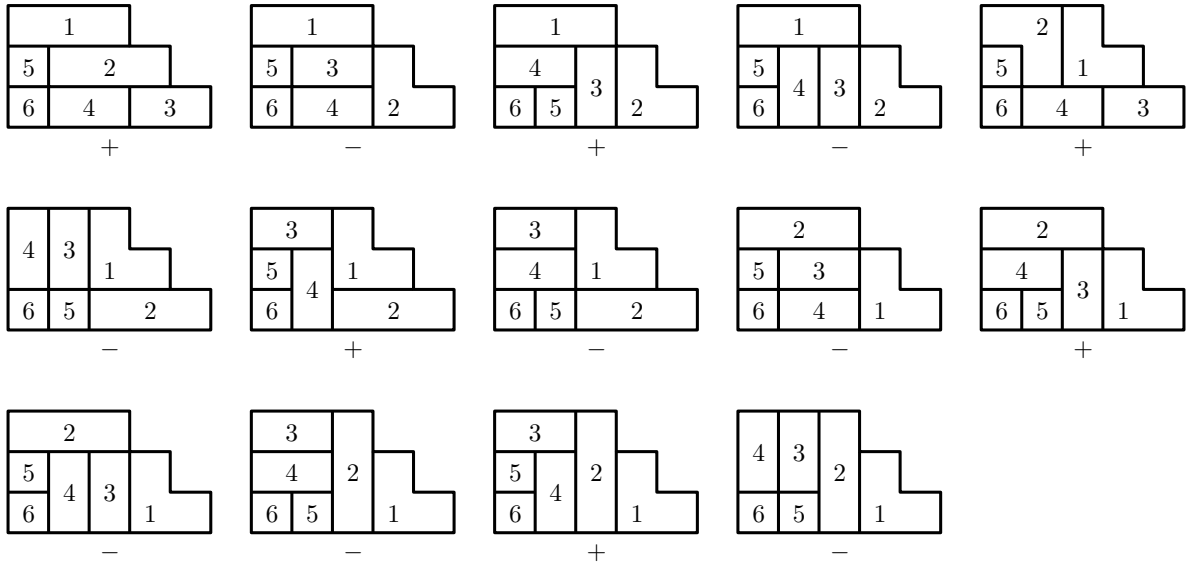 1 1 1 1 2
5 2 5 3 4 3 5 4 3 5 1
6 4 3 6 4 2 6 5 2 6 2 6 4 3
+ − + − +
4 3 1 3 3 2 2
5 4 1 4 1 5 3 4 3
6 5 2 6 2 6 5 2 6 4 1 6 5 1
− + − − +
2 3 3 4 3 2
5 4 3 4 2 5 4 2
6 1 6 5 1 6 1 6 5 1
− − + −